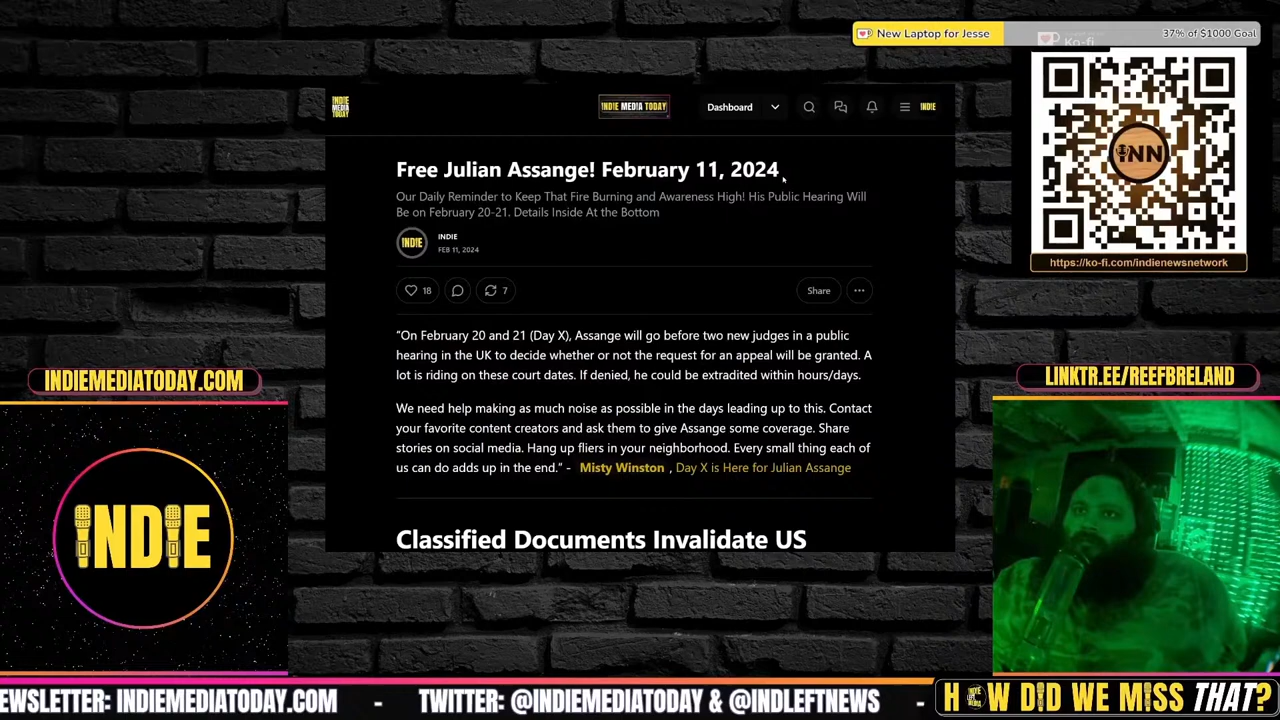 New Laptop for Jesse
37% of $1000 Goal
Ko-fi
INDIE MEDIA TODAY
INDIE MEDIA TODAY
Dashboard
INDIE
INN
https://ko-fi.com/indienewsnetwork
Free Julian Assange! February 11, 2024
Our Daily Reminder to Keep That Fire Burning and Awareness High! His Public Hearing Will
Be on February 20-21. Details Inside At the Bottom
INDIE
INDIE
FEB 11, 2024
18
7
Share
“On February 20 and 21 (Day X), Assange will go before two new judges in a public
hearing in the UK to decide whether or not the request for an appeal will be granted. A
lot is riding on these court dates. If denied, he could be extradited within hours/days.
We need help making as much noise as possible in the days leading up to this. Contact
your favorite content creators and ask them to give Assange some coverage. Share
stories on social media. Hang up fliers in your neighborhood. Every small thing each of
us can do adds up in the end.” - Misty Winston , Day X is Here for Julian Assange
Classified Documents Invalidate US
INDIEMEDIATODAY.COM
LINKTR.EE/REEFBRELAND
INDIE
EWSLETTER: INDIEMEDIATODAY.COM - TWITTER: @INDIEMEDIATODAY & @INDLEFTNEWS -
HOW DID WE MISS THAT?